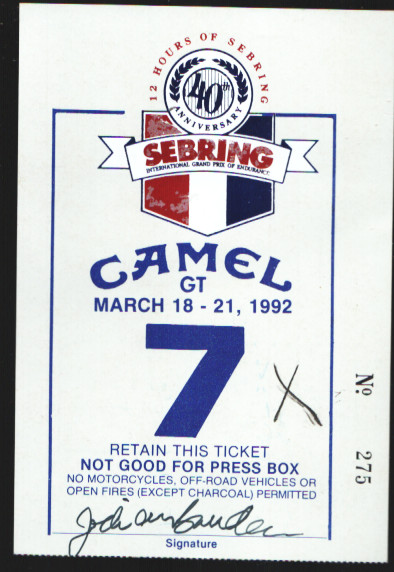 12 HOURS OF SEBRING
40th
ANNIVERSARY
SEBRING
INTERNATIONAL GRAND PRIX OF ENDURANCE
CAMEL
GT
MARCH 18 - 21, 1992
7
X
No. 275
RETAIN THIS TICKET
NOT GOOD FOR PRESS BOX
NO MOTORCYCLES, OFF-ROAD VEHICLES OR
OPEN FIRES (EXCEPT CHARCOAL) PERMITTED
Signature